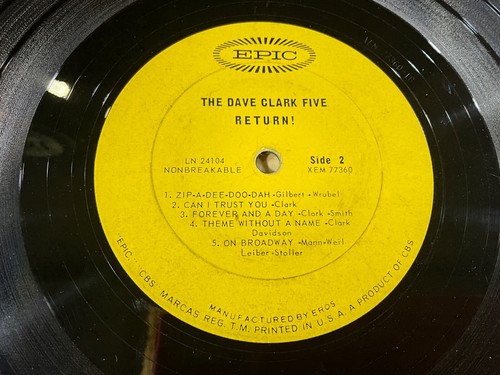 EPIC
THE DAVE CLARK FIVE
RETURN!
LN 24104
NONBREAKABLE
Side 2
XEM 77360
1. ZIP-A-DEE-DOO-DAH -Gilbert -Wrubel
2. CAN I TRUST YOU -Clark
3. FOREVER AND A DAY -Clark -Smith
4. THEME WITHOUT A NAME -Clark
Davidson
5. ON BROADWAY -Mann-Weil
Leiber-Stoller
MANUFACTURED BY EROS
EPIC. - CBS. MARCAS REG. T.M. PRINTED IN U.S.A. A PRODUCT OF CBS